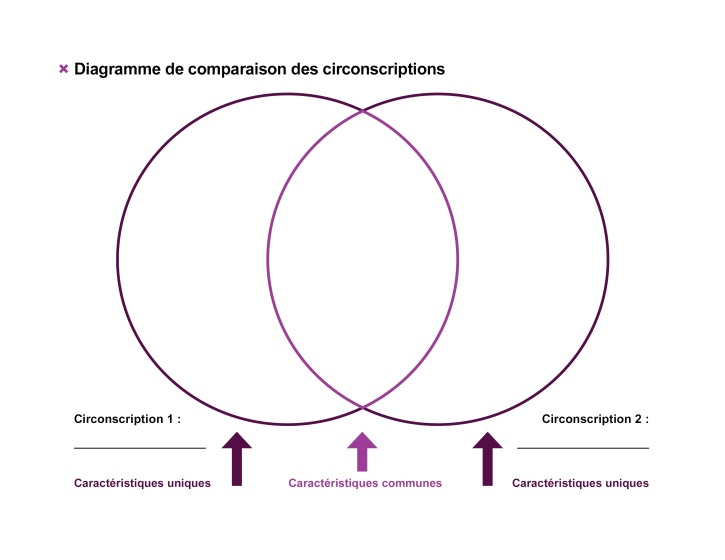 Diagramme de comparaison des circonscriptions
Circonscription 1 :
Circonscription 2 :
Caractéristiques uniques
Caractéristiques communes
Caractéristiques uniques